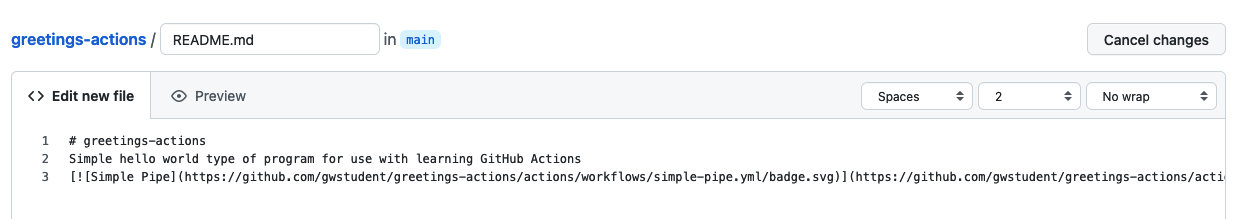 greetings-actions / README.md in main Cancel changes
<> Edit new file Preview Spaces 2 No wrap
1 # greetings-actions
2 Simple hello world type of program for use with learning GitHub Actions
3 [![Simple Pipe](https://github.com/gwstudent/greetings-actions/actions/workflows/simple-pipe.yml/badge.svg)](https://github.com/gwstudent/greetings-actions/acti